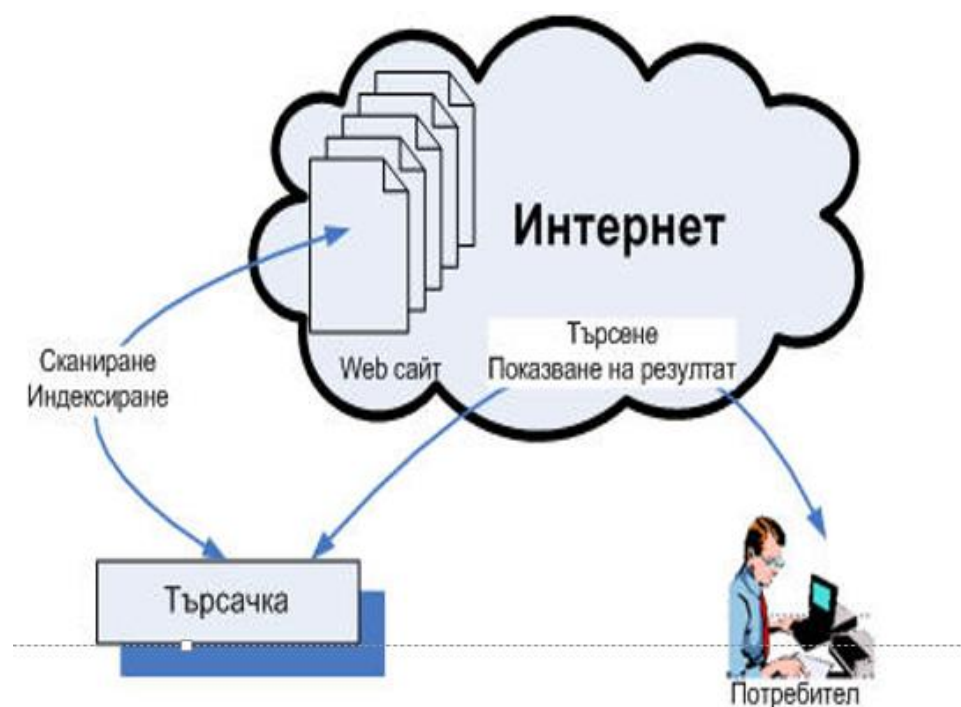 Интернет
Търсене
Сканиране
Web сайт
Показване на резултат
Индексиране
Търсачка
Потребител